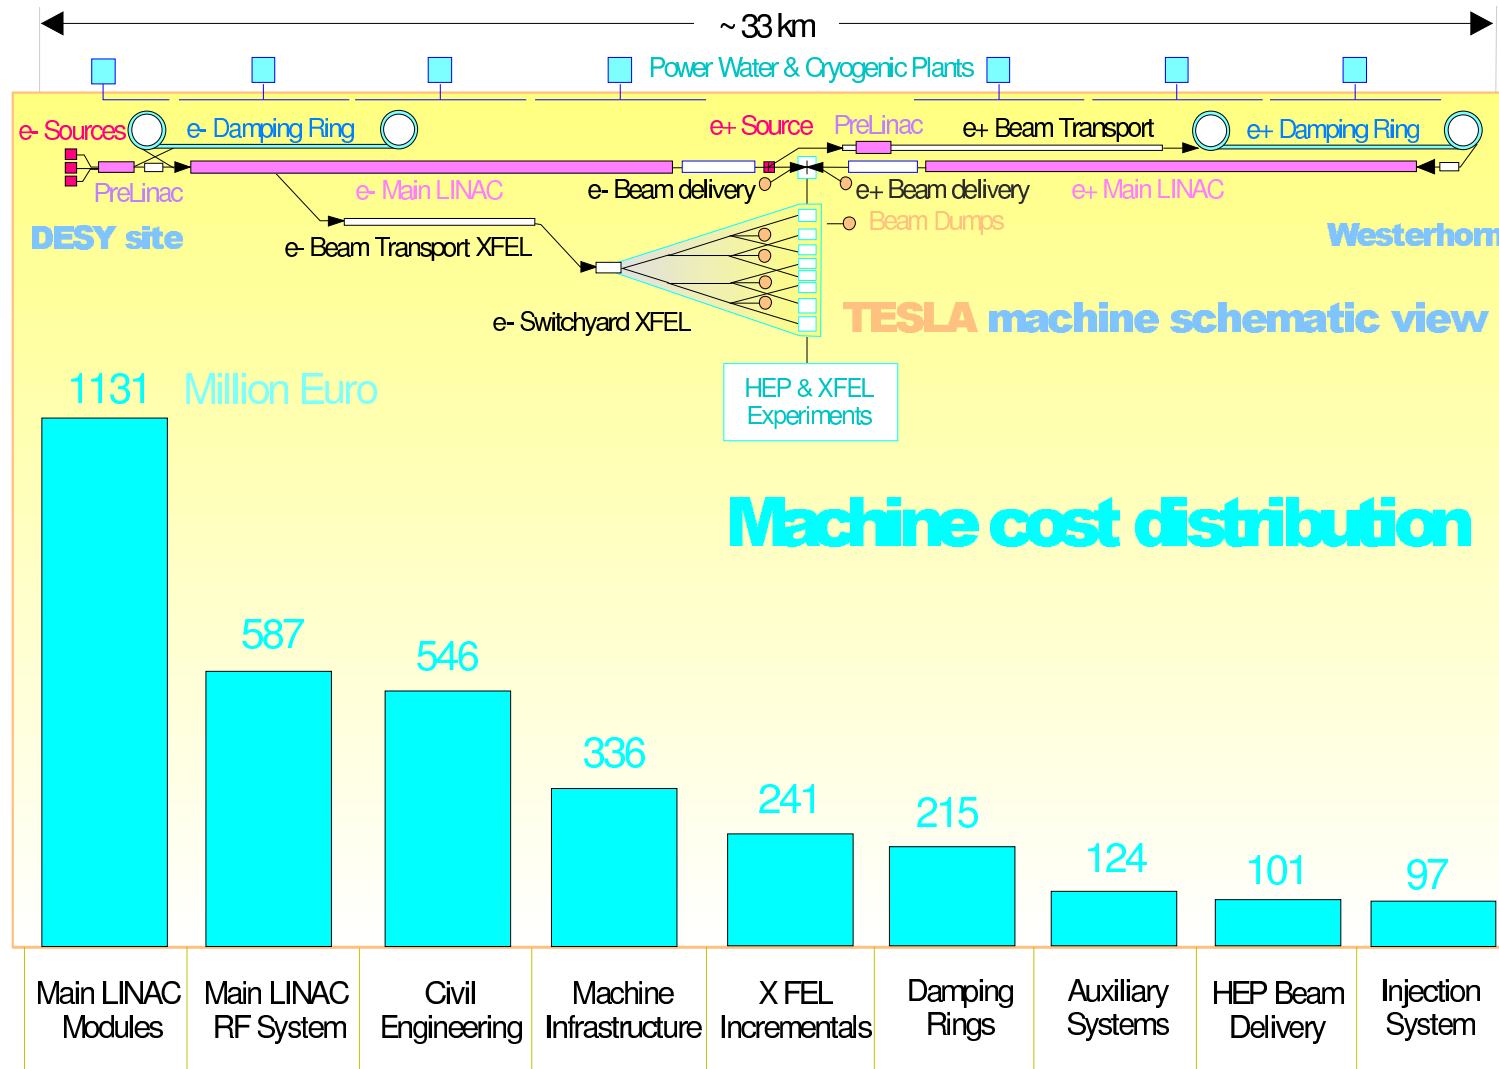 ~ 33 km
Power Water & Cryogenic Plants
e- Sources
e- Damping Ring
e+ Source
PreLinac
e+ Beam Transport
e+ Damping Ring
PreLinac
e- Main LINAC
e- Beam delivery
e+ Beam delivery
e+ Main LINAC
DESY site
e- Beam Transport XFEL
Beam Dumps
Westerhorn
e- Switchyard XFEL
TESLA machine schematic view
HEP & XFEL
Experiments
1131 Million Euro
Machine cost distribution
587
546
336
241
215
124
101
97
Main LINAC
Modules
Main LINAC
RF System
Civil
Engineering
Machine
Infrastructure
X FEL
Incrementals
Damping
Rings
Auxiliary
Systems
HEP Beam
Delivery
Injection
System